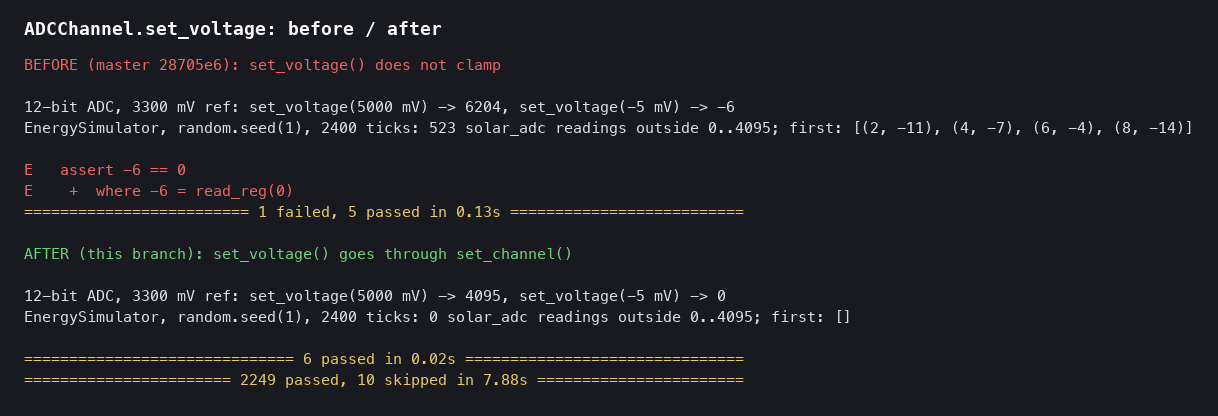 ADCChannel.set_voltage: before / after
BEFORE (master 28705e6): set_voltage() does not clamp
12-bit ADC, 3300 mV ref: set_voltage(5000 mV) -> 6204, set_voltage(-5 mV) -> -6
EnergySimulator, random.seed(1), 2400 ticks: 523 solar_adc readings outside 0..4095; first: [(2, -11), (4, -7), (6, -4), (8, -14)]
E   assert -6 == 0
E    +  where -6 = read_reg(0)
========================= 1 failed, 5 passed in 0.13s ==========================
AFTER (this branch): set_voltage() goes through set_channel()
12-bit ADC, 3300 mV ref: set_voltage(5000 mV) -> 4095, set_voltage(-5 mV) -> 0
EnergySimulator, random.seed(1), 2400 ticks: 0 solar_adc readings outside 0..4095; first: []
============================== 6 passed in 0.02s ===============================
======================= 2249 passed, 10 skipped in 7.88s =======================